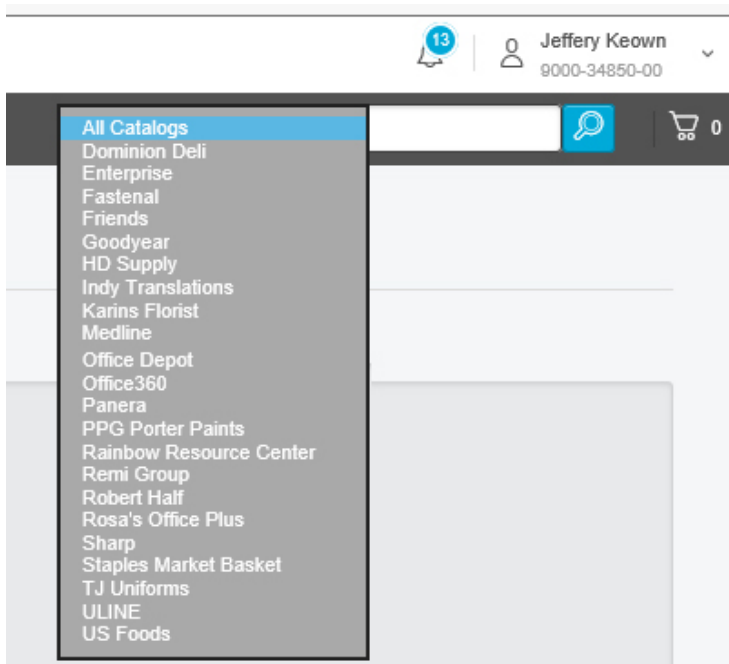 13
Jeffery Keown
9000-34850-00
0
All Catalogs
Dominion Deli
Enterprise
Fastenal
Friends
Goodyear
HD Supply
Indy Translations
Karins Florist
Medline
Office Depot
Office360
Panera
PPG Porter Paints
Rainbow Resource Center
Remi Group
Robert Half
Rosa's Office Plus
Sharp
Staples Market Basket
TJ Uniforms
ULINE
US Foods